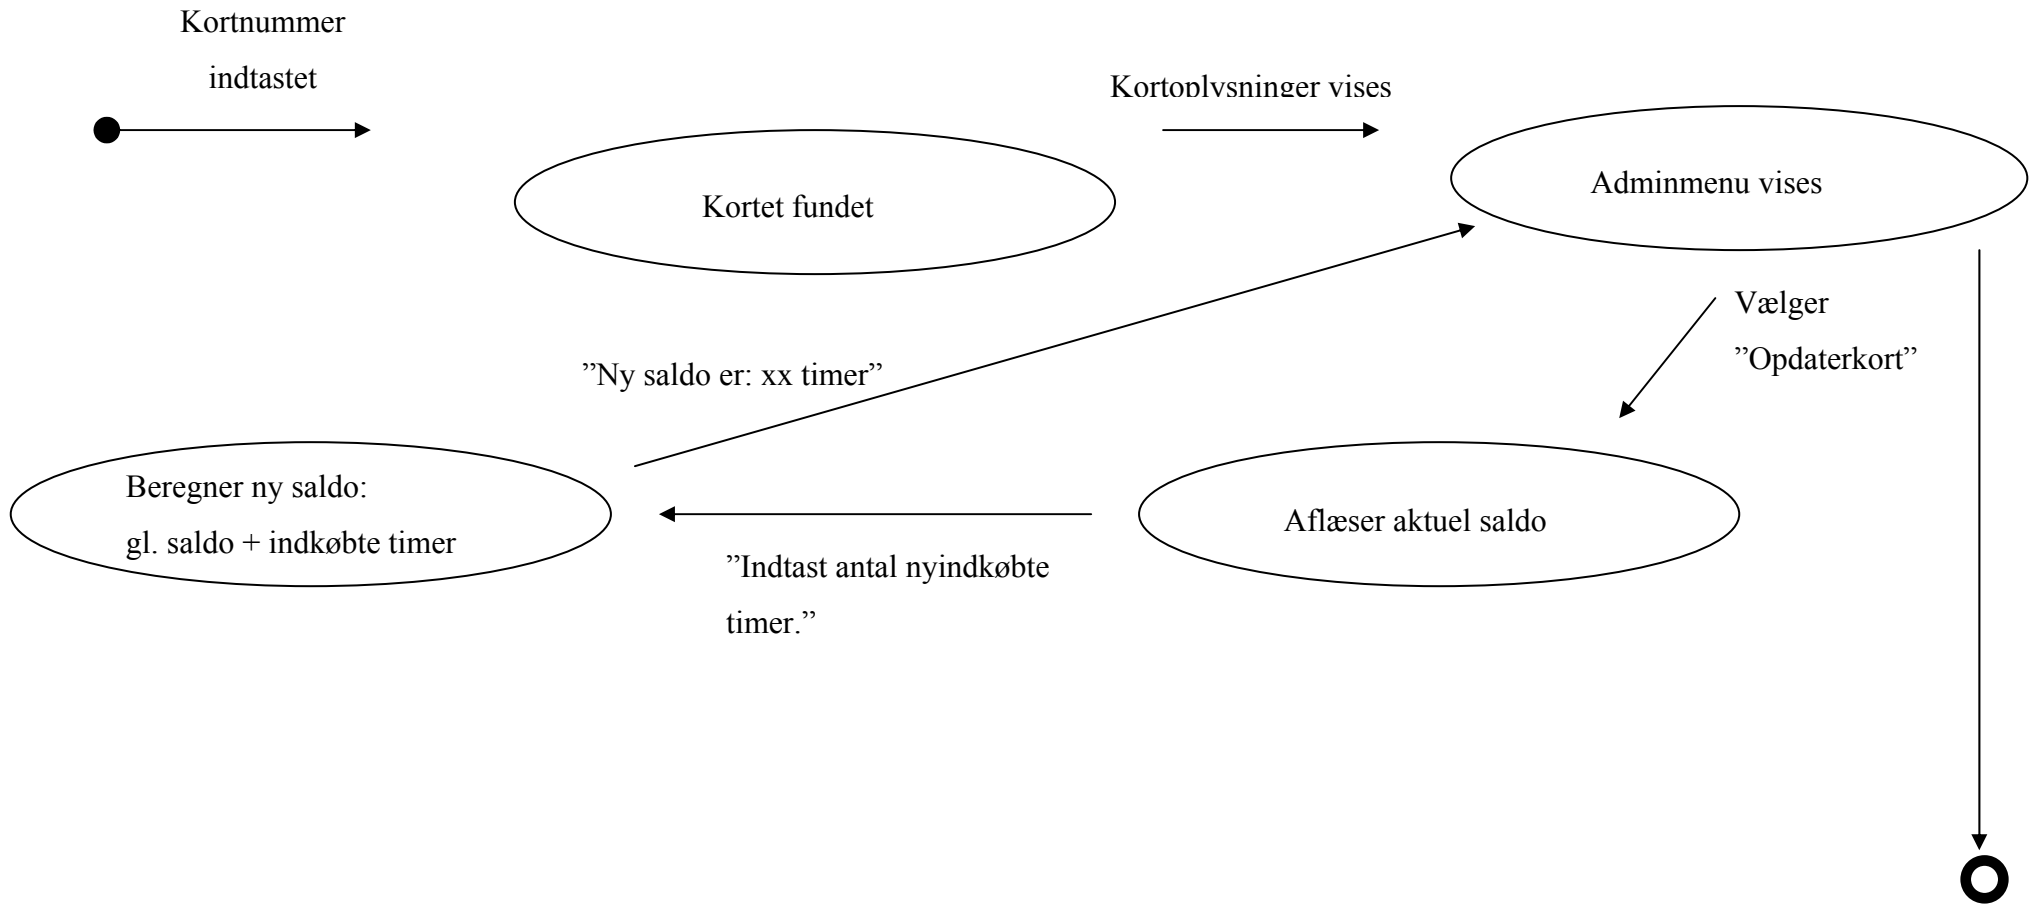 Kortnummer
indtastet
Kortoplysninger vises
Kortet fundet
Adminmenu vises
Vælger
”Opdaterkort”
”Ny saldo er: xx timer”
Beregner ny saldo:
gl. saldo + indkøbte timer
Aflæser aktuel saldo
”Indtast antal nyindkøbte
timer.”